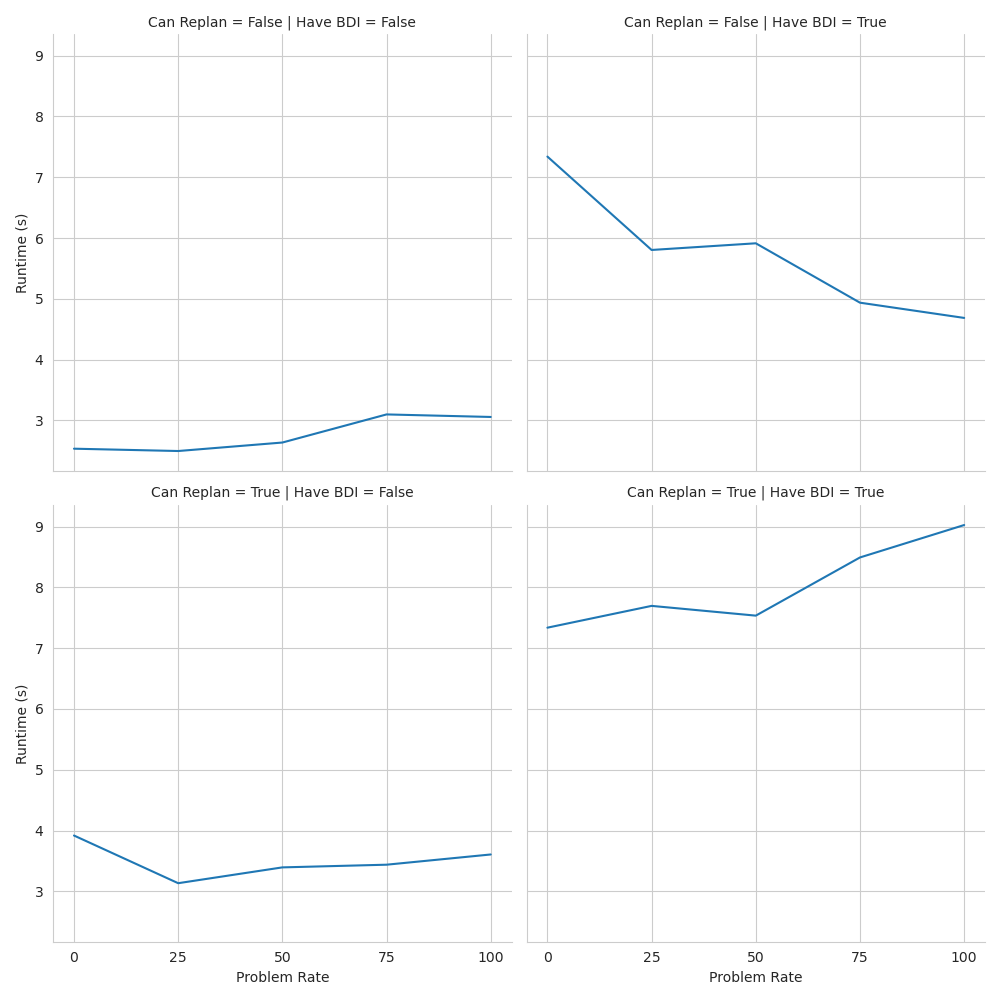 Can Replan = False | Have BDI = False
Can Replan = False | Have BDI = True
9
8
7
6
5
4
3
Runtime (s)
Can Replan = True | Have BDI = False
Can Replan = True | Have BDI = True
9
8
7
6
5
4
3
Runtime (s)
0 25 50 75 100
0 25 50 75 100
Problem Rate
Problem Rate